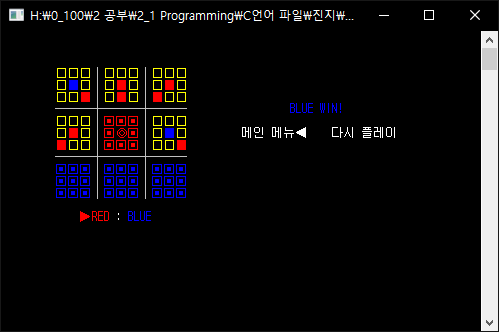 H:\0_100\2 공부\2_1 Programming\C언어 파일\진지\...
BLUE WIN!
메인 메뉴◀ 다시 플레이
▶RED : BLUE